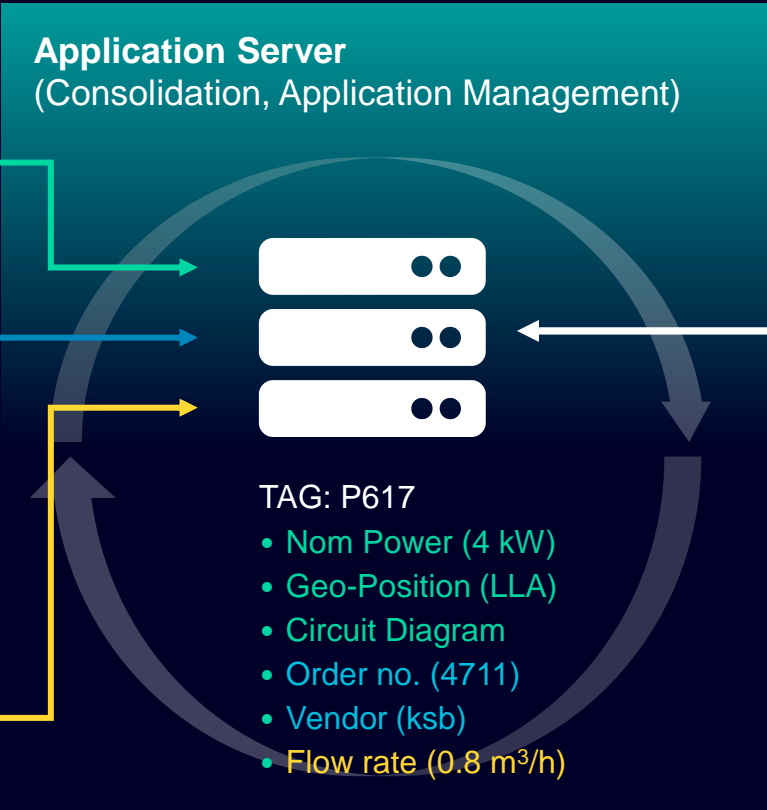 Application Server
(Consolidation, Application Management)
TAG: P617
• Nom Power (4 kW)
• Geo-Position (LLA)
• Circuit Diagram
• Order no. (4711)
• Vendor (ksb)
• Flow rate (0.8 m³/h)